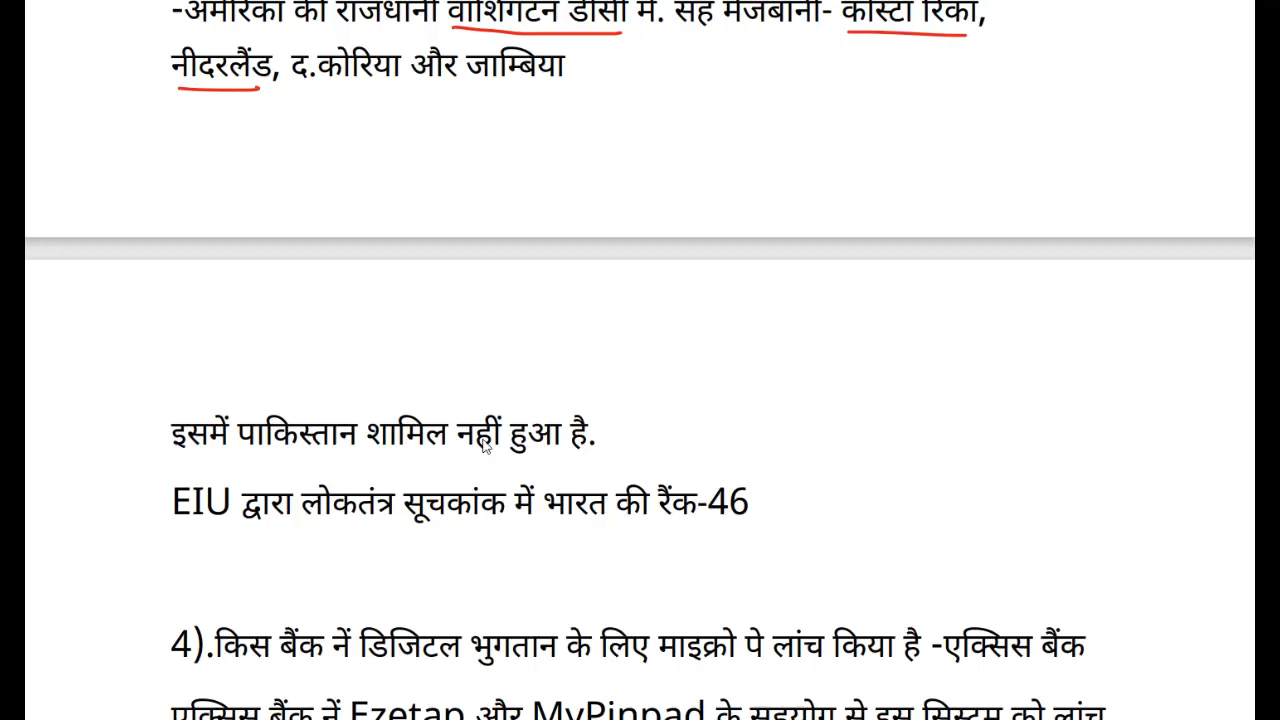 -अमेरिका की राजधानी वाशिंगटन डीसी में. सह मेजबानी- कोस्टा रिका,
नीदरलैंड, द.कोरिया और जाम्बिया
इसमें पाकिस्तान शामिल नहीं हुआ है.
EIU द्वारा लोकतंत्र सूचकांक में भारत की रैंक-46
4).किस बैंक नें डिजिटल भुगतान के लिए माइक्रो पे लांच किया है -एक्सिस बैंक
एक्सिस बैंक नें Ezetap और MyPinpad के सहयोग से इस सिस्टम को लांच